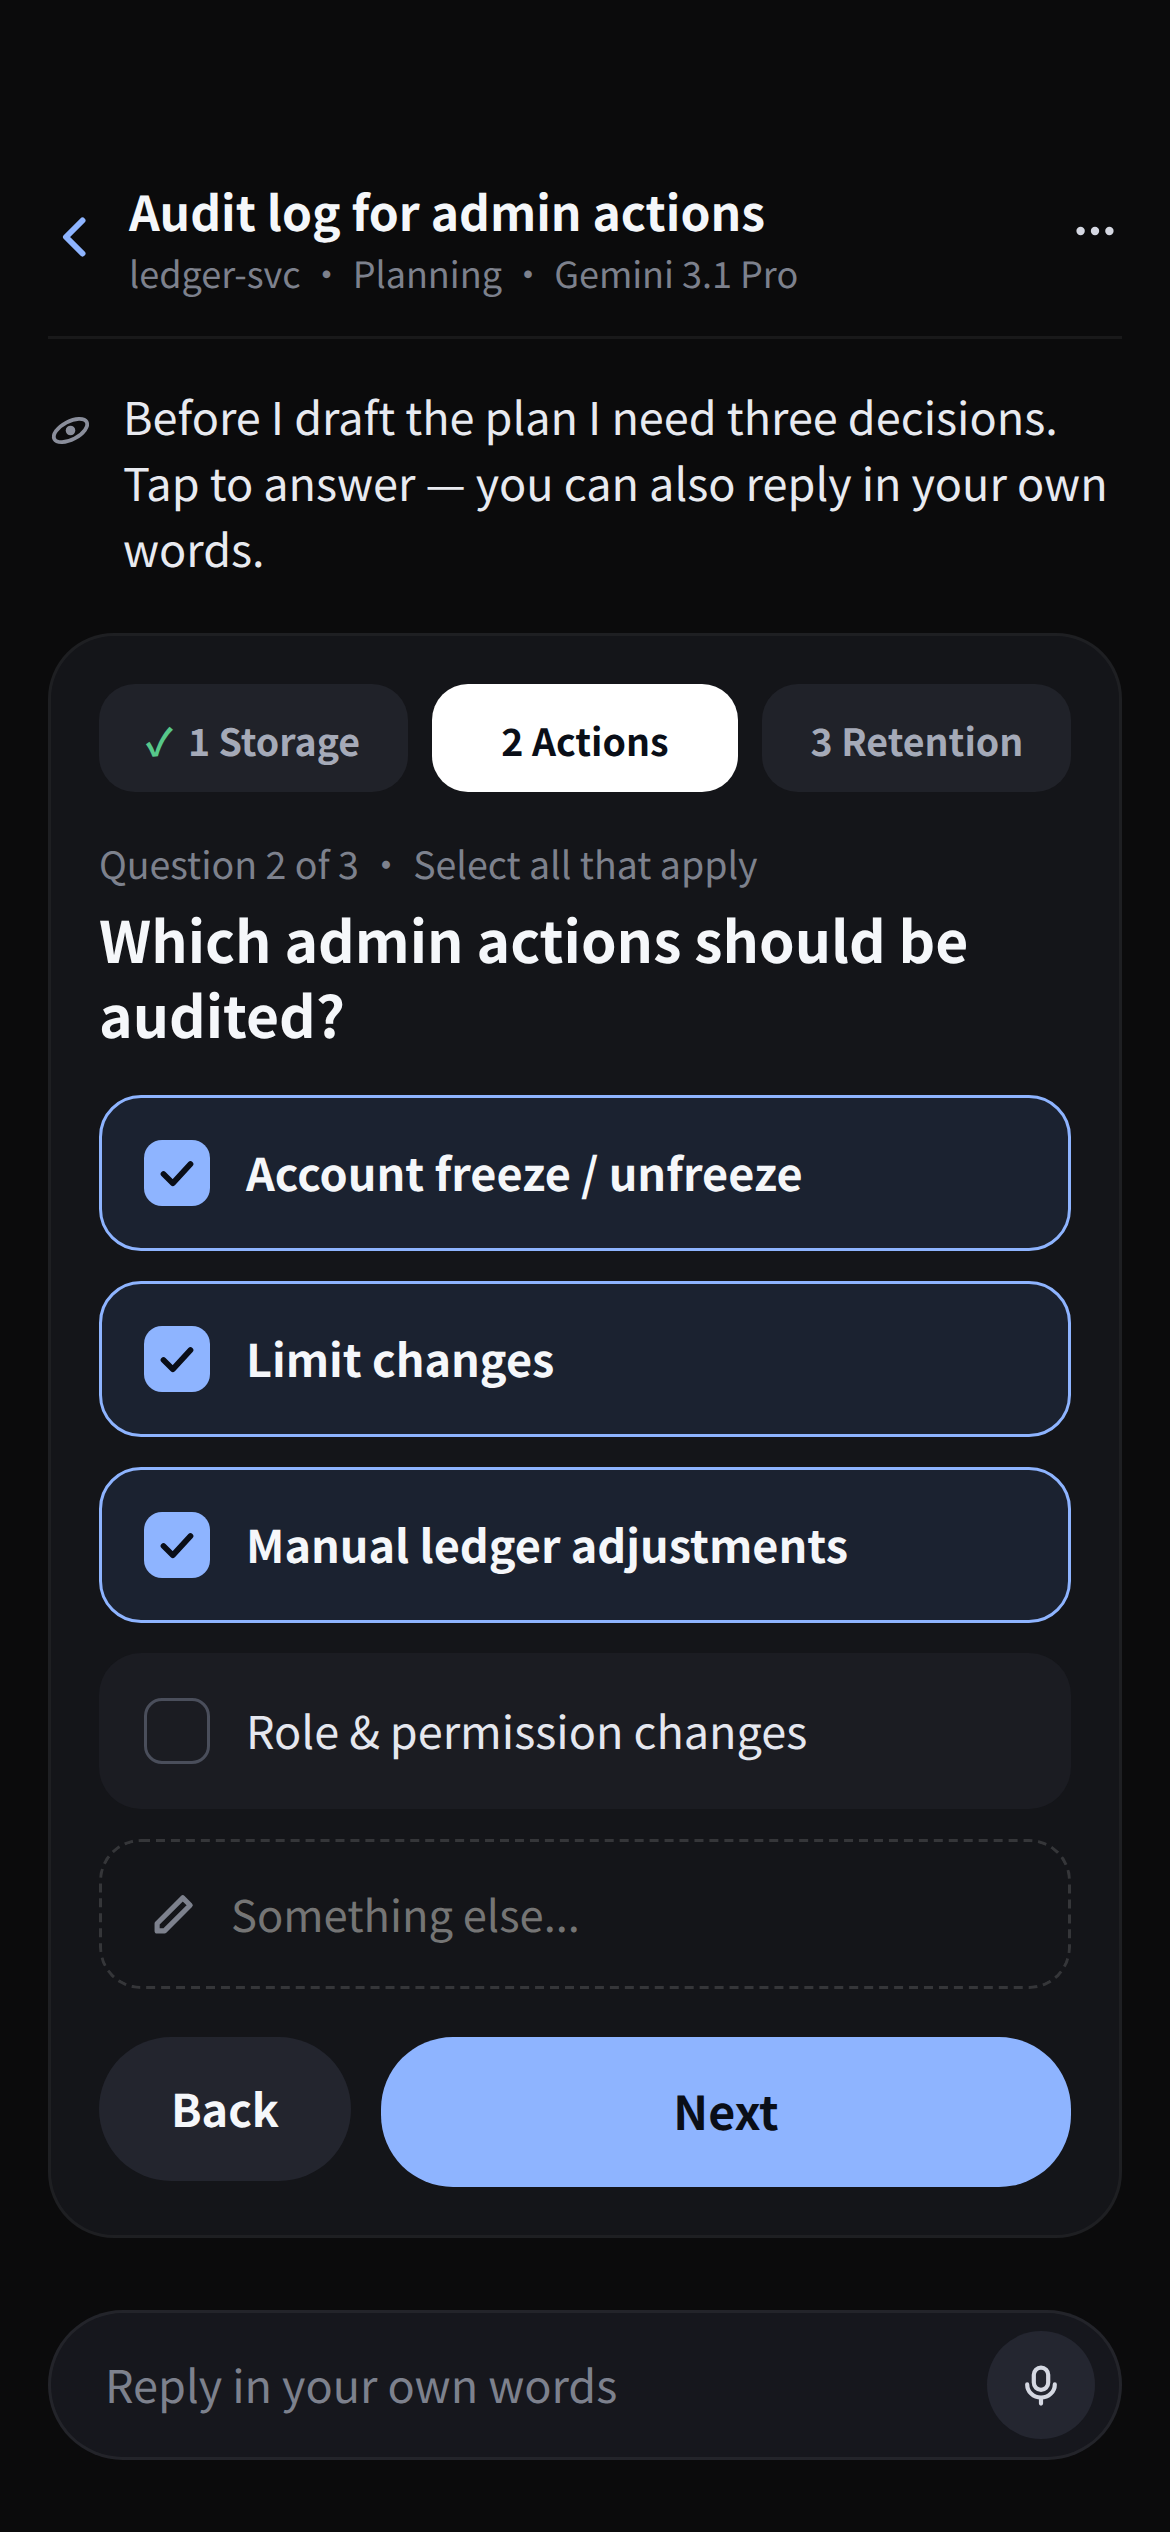 Audit log for admin actions
ledger-svc • Planning • Gemini 3.1 Pro
Before I draft the plan I need three decisions.
Tap to answer — you can also reply in your own
words.
✓ 1 Storage
2 Actions
3 Retention
Question 2 of 3 • Select all that apply
Which admin actions should be
audited?
Account freeze / unfreeze
Limit changes
Manual ledger adjustments
Role & permission changes
Something else...
Back
Next
Reply in your own words